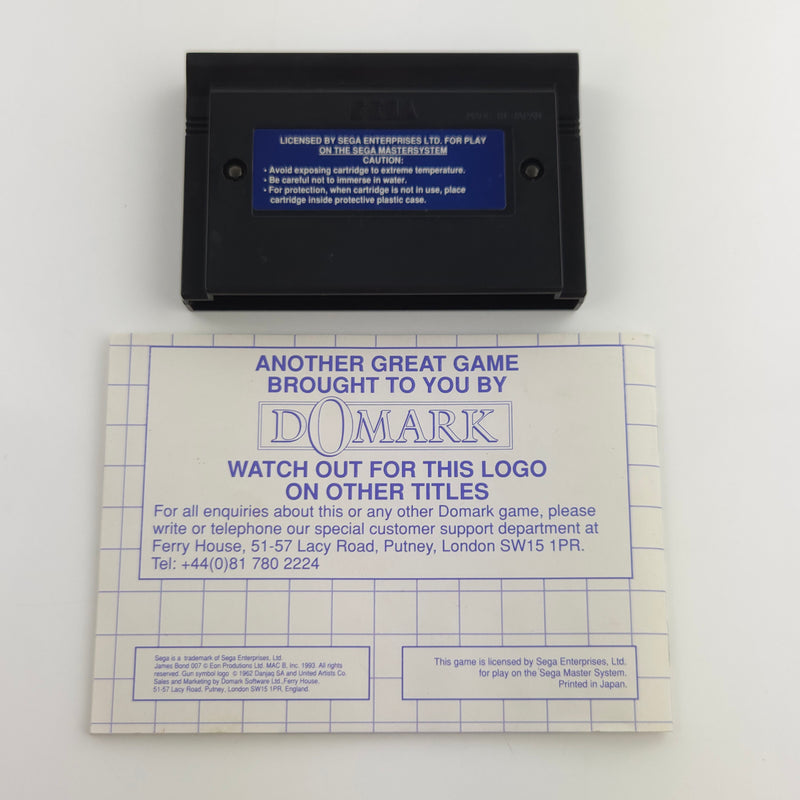 SEGA
MADE IN JAPAN
LICENSED BY SEGA ENTERPRISES LTD. FOR PLAY
ON THE SEGA MASTERSYSTEM
CAUTION:
• Avoid exposing cartridge to extreme temperature.
• Be careful not to immerse in water.
• For protection, when cartridge is not in use, place
cartridge inside protective plastic case.
ANOTHER GREAT GAME
BROUGHT TO YOU BY
DOMARK
WATCH OUT FOR THIS LOGO
ON OTHER TITLES
For all enquiries about this or any other Domark game, please
write or telephone our special customer support department at
Ferry House, 51-57 Lacy Road, Putney, London SW15 1PR.
Tel: +44(0)81 780 2224
Sega is a trademark of Sega Enterprises, Ltd.
James Bond 007 © Eon Productions Ltd. MAC B, Inc. 1993. All rights
reserved. Gun symbol logo © 1962 Danjaq SA and United Artists Co.
Sales and Marketing by Domark Software Ltd.,Ferry House,
51-57 Lacy Road, Putney, London SW15 1PR, England.
This game is licensed by Sega Enterprises, Ltd.
for play on the Sega Master System.
Printed in Japan.